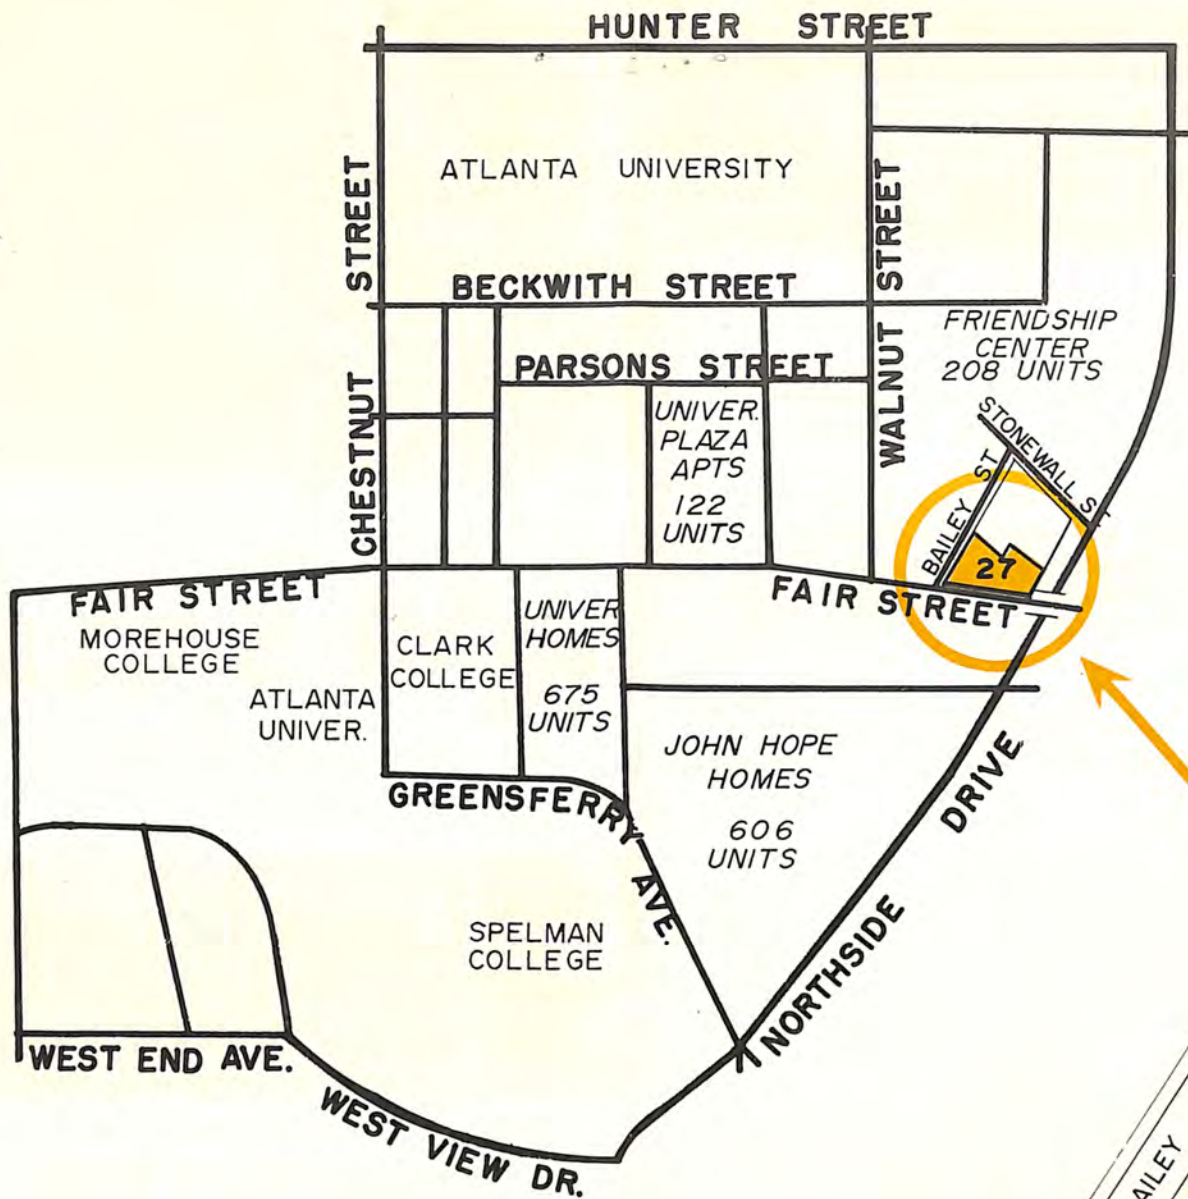 HUNTER STREET
ATLANTA UNIVERSITY
CHESTNUT STREET
WALNUT STREET
BECKWITH STREET
PARSONS STREET
FRIENDSHIP
CENTER
208 UNITS
UNIVER.
PLAZA
APTS
122
UNITS
STONEWALL ST
BAILEY ST
27
FAIR STREET
FAIR STREET
MOREHOUSE
COLLEGE
ATLANTA
UNIVER.
CLARK
COLLEGE
UNIVER
HOMES
675
UNITS
JOHN HOPE
HOMES
606
UNITS
GREENSFERRY AVE.
NORTHSIDE DRIVE
SPELMAN
COLLEGE
WEST END AVE.
WEST VIEW DR.
AILEY